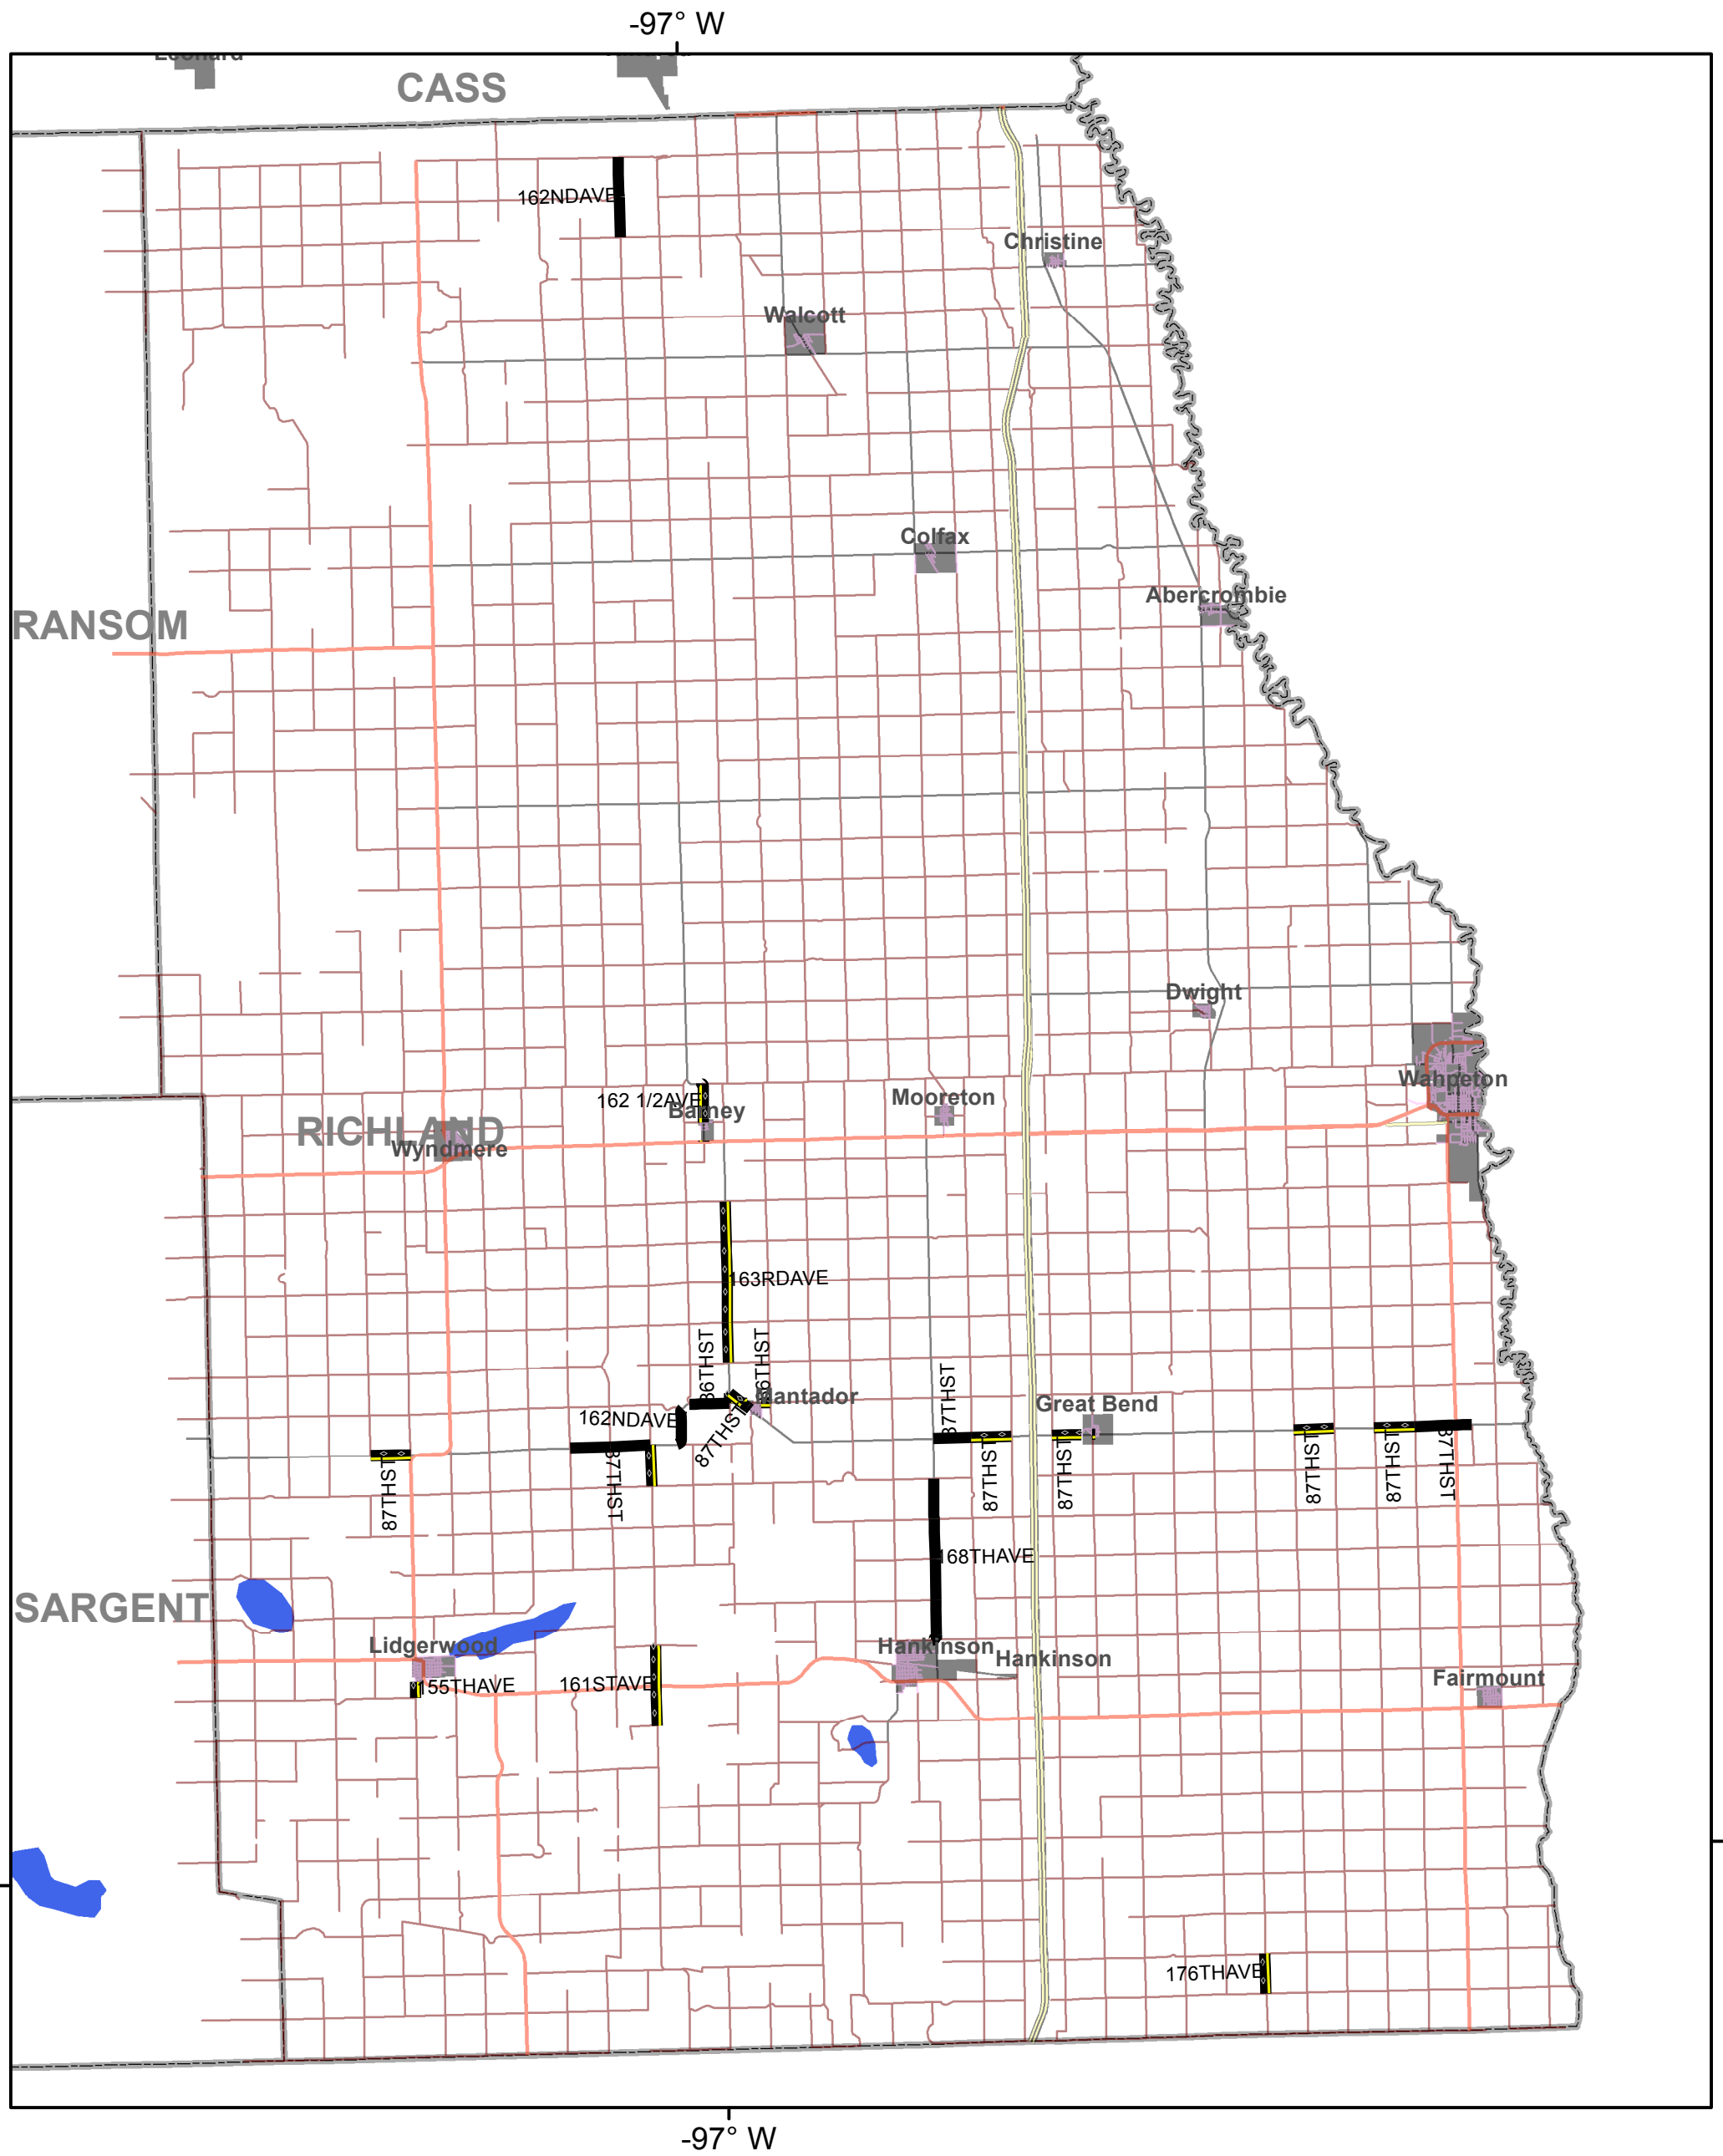 -97° W
Leonard
CASS
162NDAVE
Christine
Walcott
Colfax
Abercrombie
RANSOM
Dwight
Wahpeton
162 1/2AVE
Barney
Mooreton
RICHLAND
Wyndmere
163RDAVE
86THST
Mantador
87THST
162NDAVE
87THST
Great Bend
87THST
87THST
87THST
87THST
87THST
87THST
87THST
168THAVE
SARGENT
Lidgerwood
155THAVE
161STAVE
Hankinson
Hankinson
Fairmount
176THAVE
-97° W